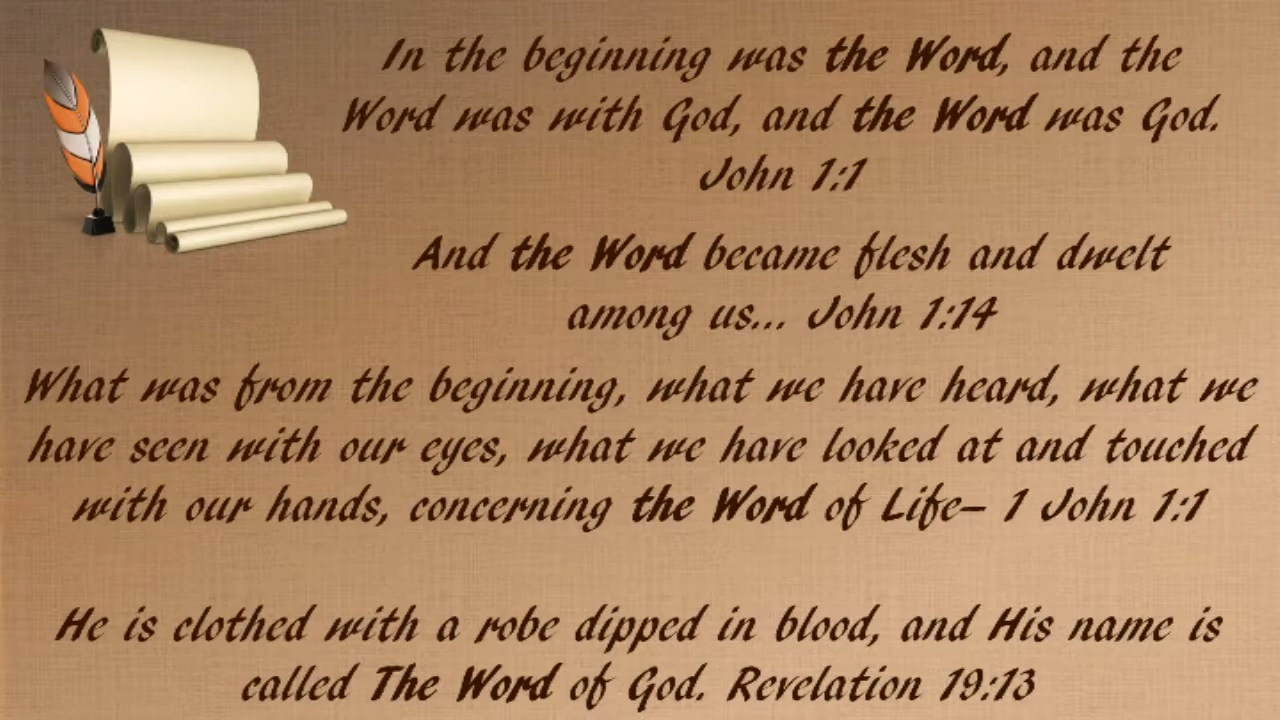 In the beginning was the Word, and the
Word was with God, and the Word was God.
John 1:1
And the Word became flesh and dwelt
among us... John 1:14
What was from the beginning, what we have heard, what we
have seen with our eyes, what we have looked at and touched
with our hands, concerning the Word of Life– 1 John 1:1
He is clothed with a robe dipped in blood, and His name is
called The Word of God. Revelation 19:13